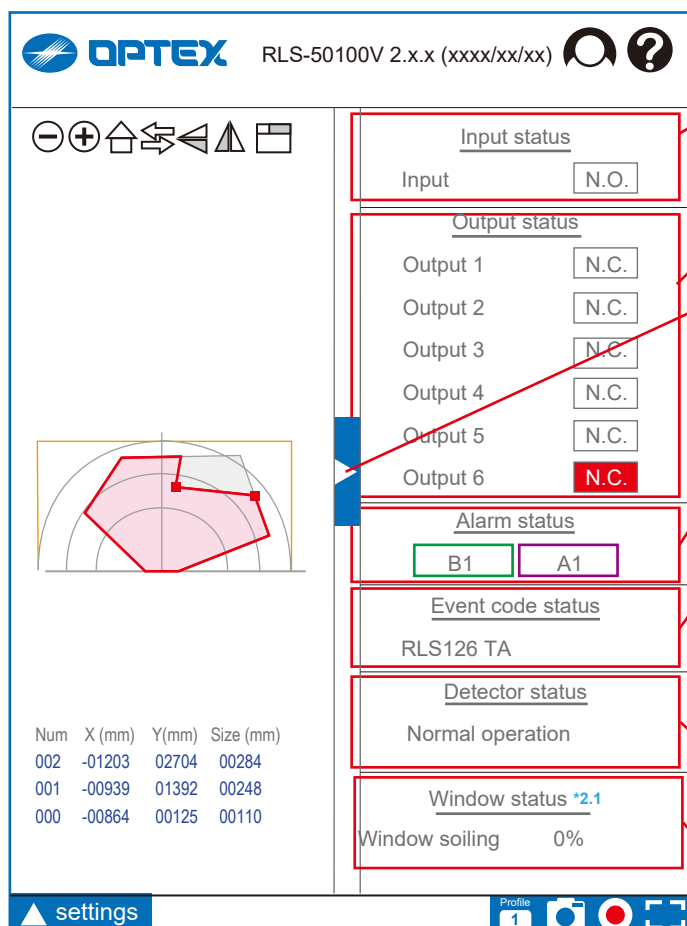 OPTEX RLS-50100V 2.x.x (xxxx/xx/xx) ?
Input status
Input N.O.
Output status
Output 1 N.C.
Output 2 N.C.
Output 3 N.C.
Output 4 N.C.
Output 5 N.C.
Output 6 N.C.
Alarm status
B1 A1
Event code status
RLS126 TA
Detector status
Normal operation
Window status *2.1
Window soiling 0%
Num X (mm) Y(mm) Size (mm)
002 -01203 02704 00284
001 -00939 01392 00248
000 -00864 00125 00110
settings
Profile
1